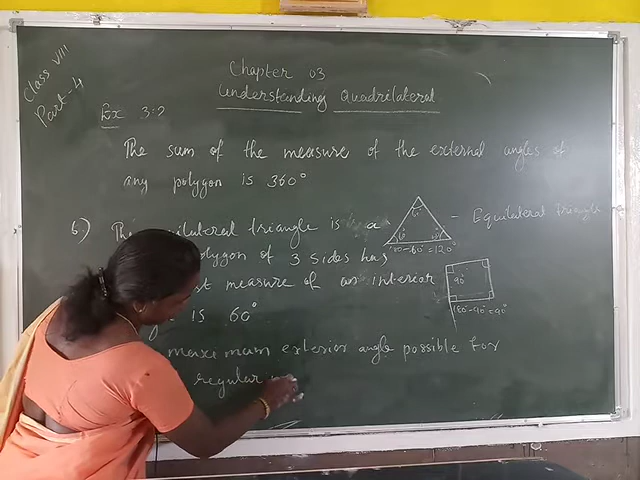 Class VIII
Part-4
Chapter 03
Understanding Quadrilateral
Ex 3.2
The sum of the measure of the external angles of
any polygon is 360°
6) The equilateral triangle is a
polygon of 3 sides has
measure of an interior
is 60°
maximum exterior angle possible for
regular
- Equilateral triangle
60°
180-60°=120°
90°
180°-90°=90°